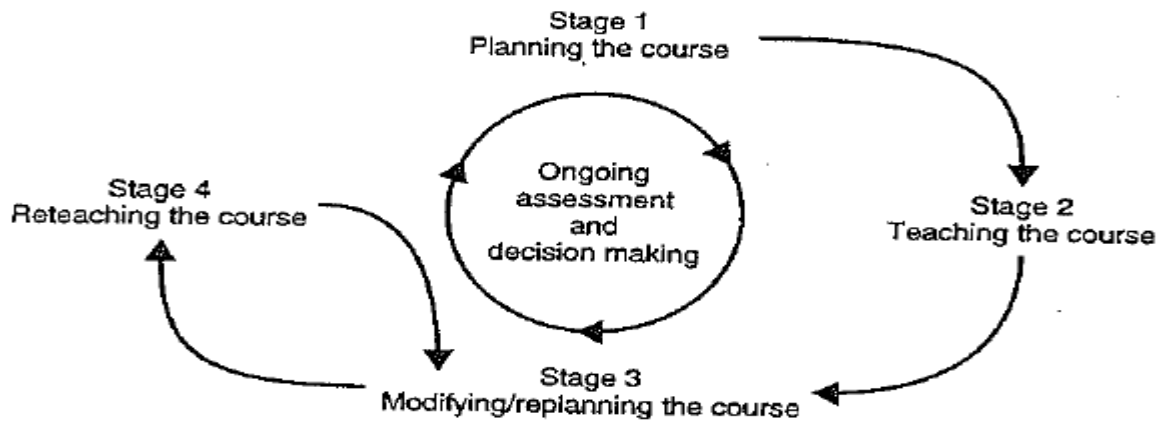 Stage 1
Planning the course
Ongoing
assessment
and
decision making
Stage 4
Reteaching the course
Stage 2
Teaching the course
Stage 3
Modifying/replanning the course